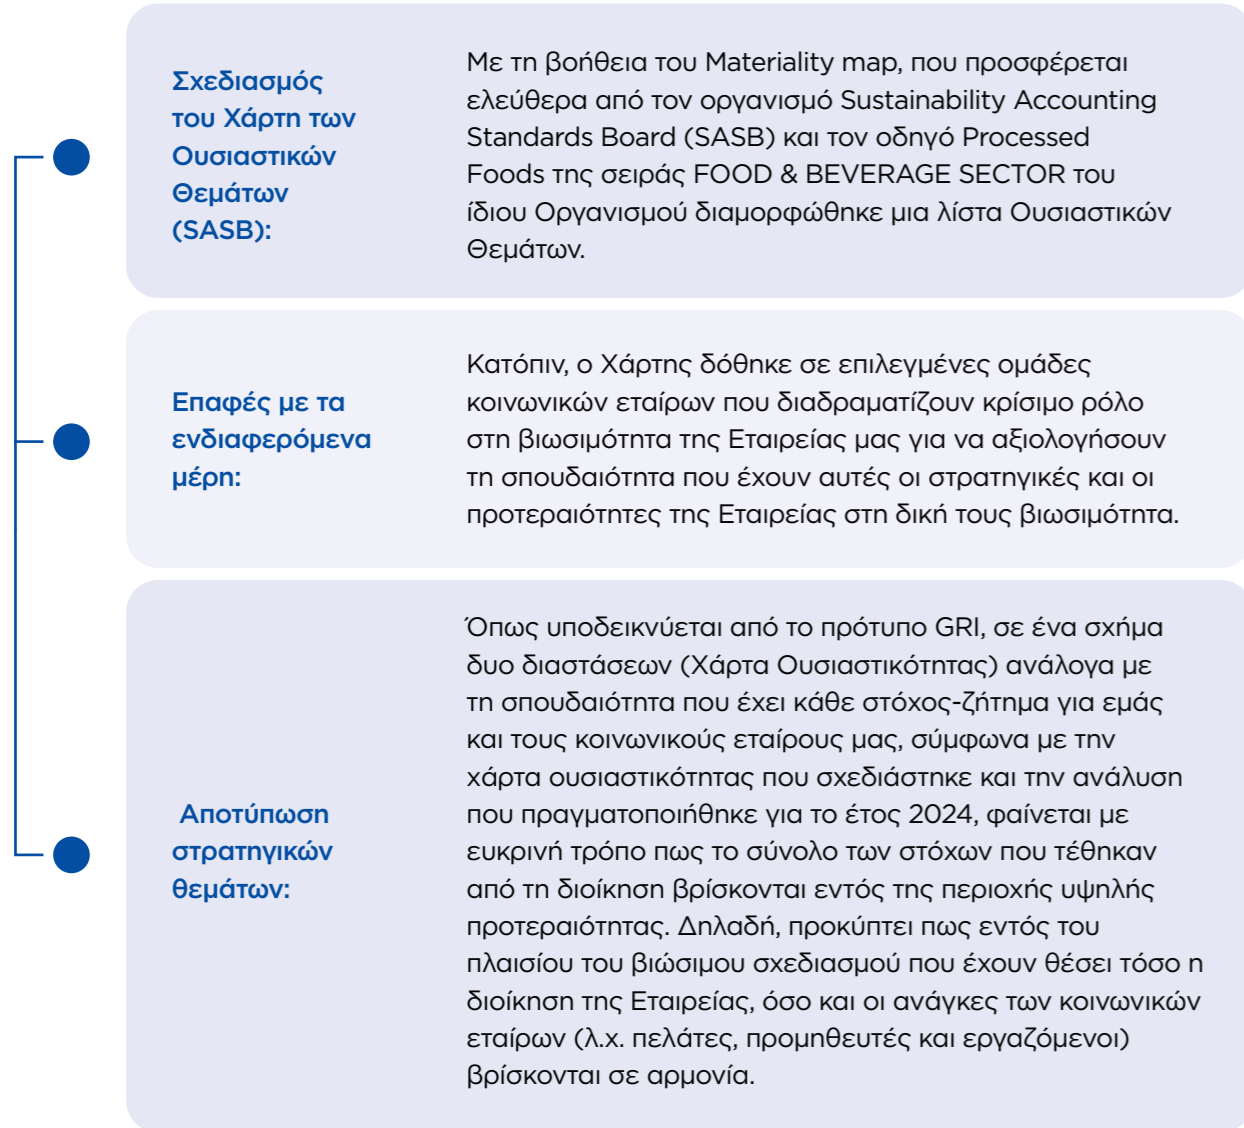 Σχεδιασμός
του Χάρτη των
Ουσιαστικών
Θεμάτων
(SASB):
Με τη βοήθεια του Materiality map, που προσφέρεται
ελεύθερα από τον οργανισμό Sustainability Accounting
Standards Board (SASB) και τον οδηγό Processed
Foods της σειράς FOOD & BEVERAGE SECTOR του
ίδιου Οργανισμού διαμορφώθηκε μια λίστα Ουσιαστικών
Θεμάτων.
Επαφές με τα
ενδιαφερόμενα
μέρη:
Κατόπιν, ο Χάρτης δόθηκε σε επιλεγμένες ομάδες
κοινωνικών εταίρων που διαδραματίζουν κρίσιμο ρόλο
στη βιωσιμότητα της Εταιρείας μας για να αξιολογήσουν
τη σπουδαιότητα που έχουν αυτές οι στρατηγικές και οι
προτεραιότητες της Εταιρείας στη δική τους βιωσιμότητα.
Αποτύπωση
στρατηγικών
θεμάτων:
Όπως υποδεικνύεται από το πρότυπο GRI, σε ένα σχήμα
δυο διαστάσεων (Χάρτα Ουσιαστικότητας) ανάλογα με
τη σπουδαιότητα που έχει κάθε στόχος-ζήτημα για εμάς
και τους κοινωνικούς εταίρους μας, σύμφωνα με την
χάρτα ουσιαστικότητας που σχεδιάστηκε και την ανάλυση
που πραγματοποιήθηκε για το έτος 2024, φαίνεται με
ευκρινή τρόπο πως το σύνολο των στόχων που τέθηκαν
από τη διοίκηση βρίσκονται εντός της περιοχής υψηλής
προτεραιότητας. Δηλαδή, προκύπτει πως εντός του
πλαισίου του βιώσιμου σχεδιασμού που έχουν θέσει τόσο η
διοίκηση της Εταιρείας, όσο και οι ανάγκες των κοινωνικών
εταίρων (λ.χ. πελάτες, προμηθευτές και εργαζόμενοι)
βρίσκονται σε αρμονία.